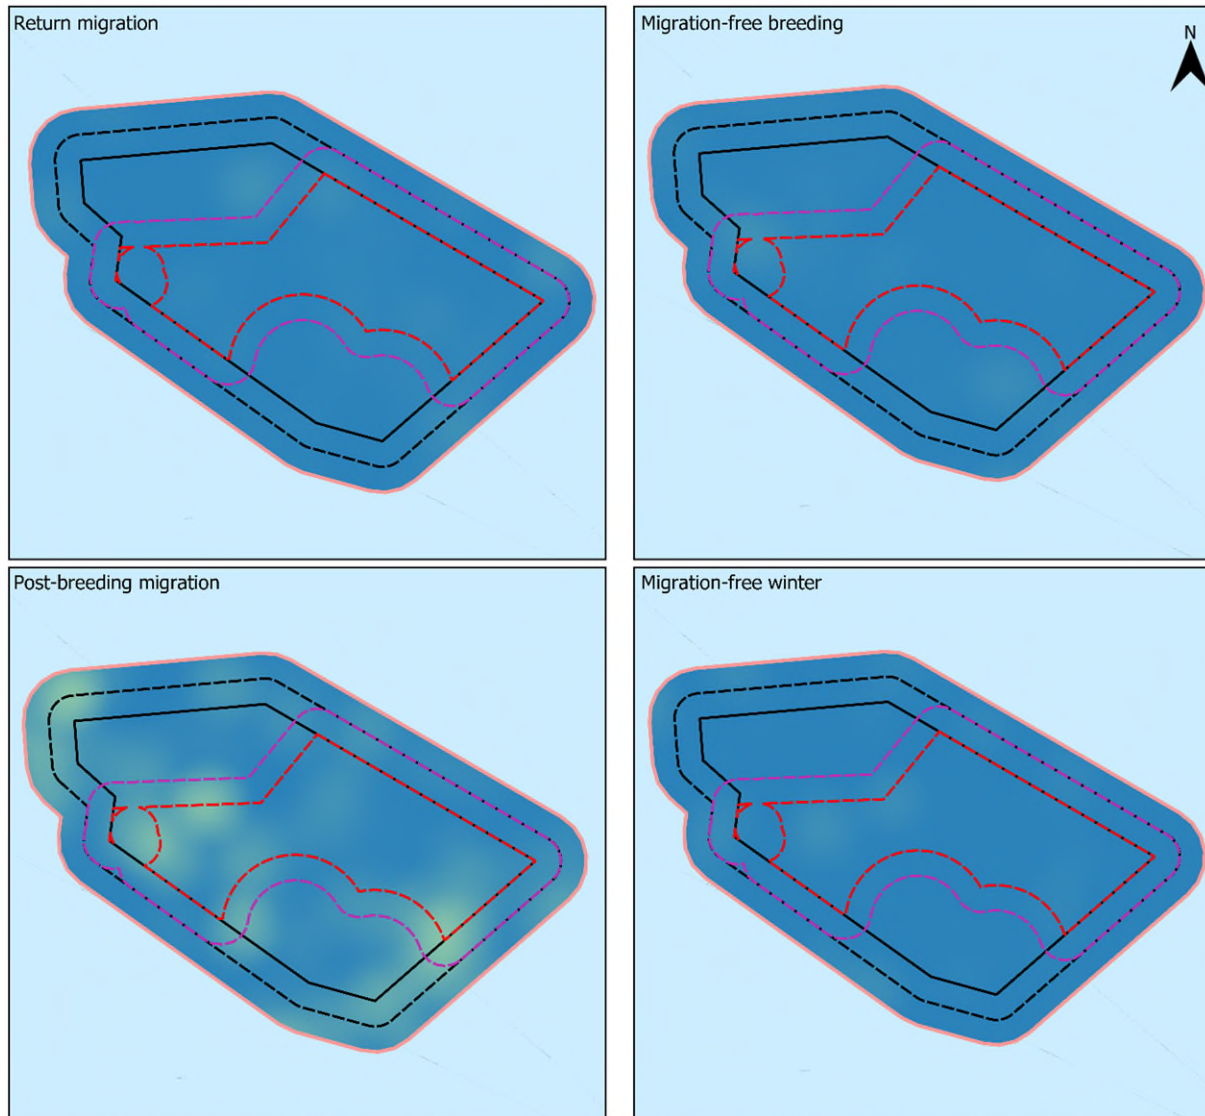 Return migration
Migration-free breeding
N
Post-breeding migration
Migration-free winter